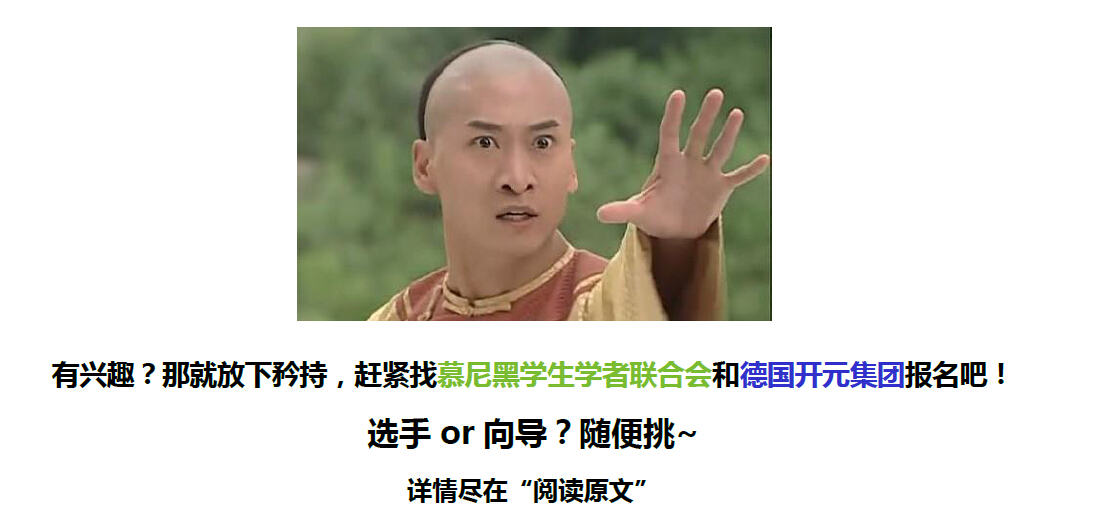 有兴趣？那就放下矜持，赶紧找慕尼黑学生学者联合会和德国开元集团报名吧！
选手 or 向导？随便挑~
详情尽在“阅读原文”